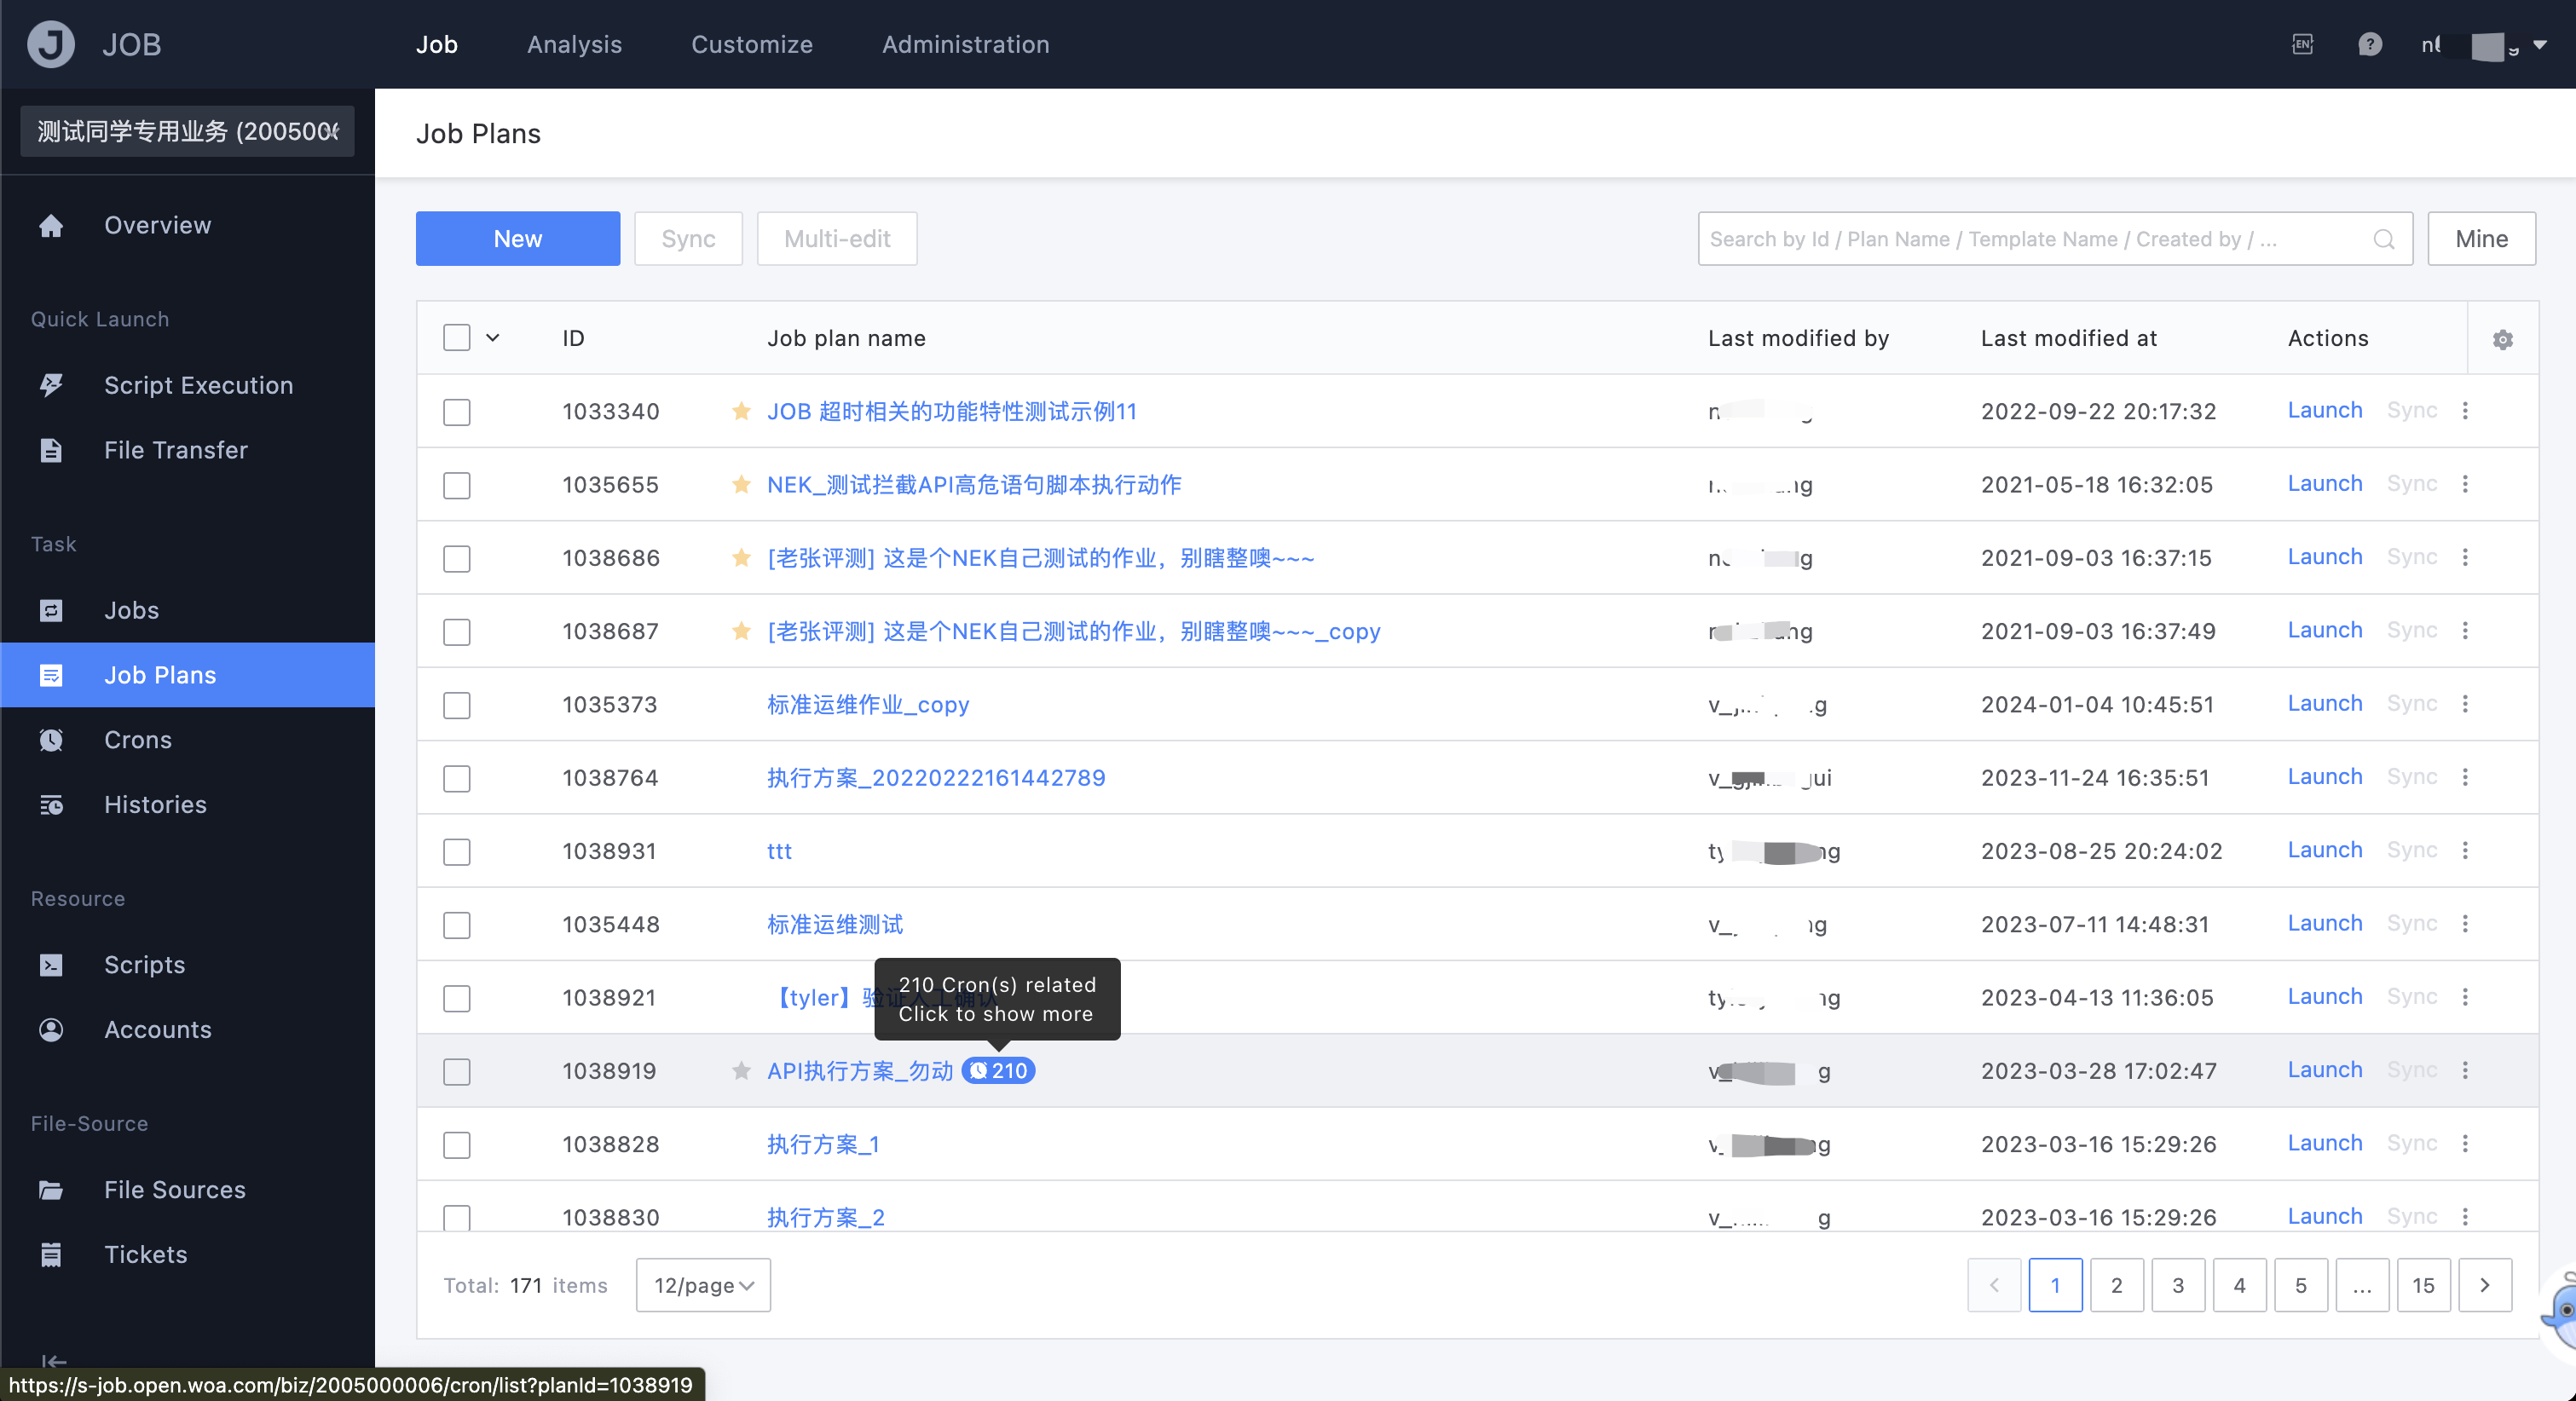 JOB
Job Analysis Customize Administration
EN
测试同学专用业务 (2005000
Job Plans
Overview
Quick Launch
Script Execution
File Transfer
Task
Jobs
Job Plans
Crons
Histories
Resource
Scripts
Accounts
File-Source
File Sources
Tickets
New Sync Multi-edit
Search by Id / Plan Name / Template Name / Created by / ... Mine
ID Job plan name Last modified by Last modified at Actions
1033340 JOB 超时相关的功能特性测试示例11 2022-09-22 20:17:32 Launch Sync
1035655 NEK_测试拦截API高危语句脚本执行动作 2021-05-18 16:32:05 Launch Sync
1038686 [老张评测] 这是个NEK自己测试的作业，别瞎整噢~~~ 2021-09-03 16:37:15 Launch Sync
1038687 [老张评测] 这是个NEK自己测试的作业，别瞎整噢~~~_copy 2021-09-03 16:37:49 Launch Sync
1035373 标准运维作业_copy 2024-01-04 10:45:51 Launch Sync
1038764 执行方案_20220222161442789 2023-11-24 16:35:51 Launch Sync
1038931 ttt 2023-08-25 20:24:02 Launch Sync
1035448 标准运维测试 2023-07-11 14:48:31 Launch Sync
210 Cron(s) related
Click to show more
1038921 【tyler】验证人工确认 2023-04-13 11:36:05 Launch Sync
1038919 API执行方案_勿动 210 2023-03-28 17:02:47 Launch Sync
1038828 执行方案_1 2023-03-16 15:29:26 Launch Sync
1038830 执行方案_2 2023-03-16 15:29:26 Launch Sync
Total: 171 items 12/page 1 2 3 4 5 ... 15
https://s-job.open.woa.com/biz/2005000006/cron/list?planId=1038919